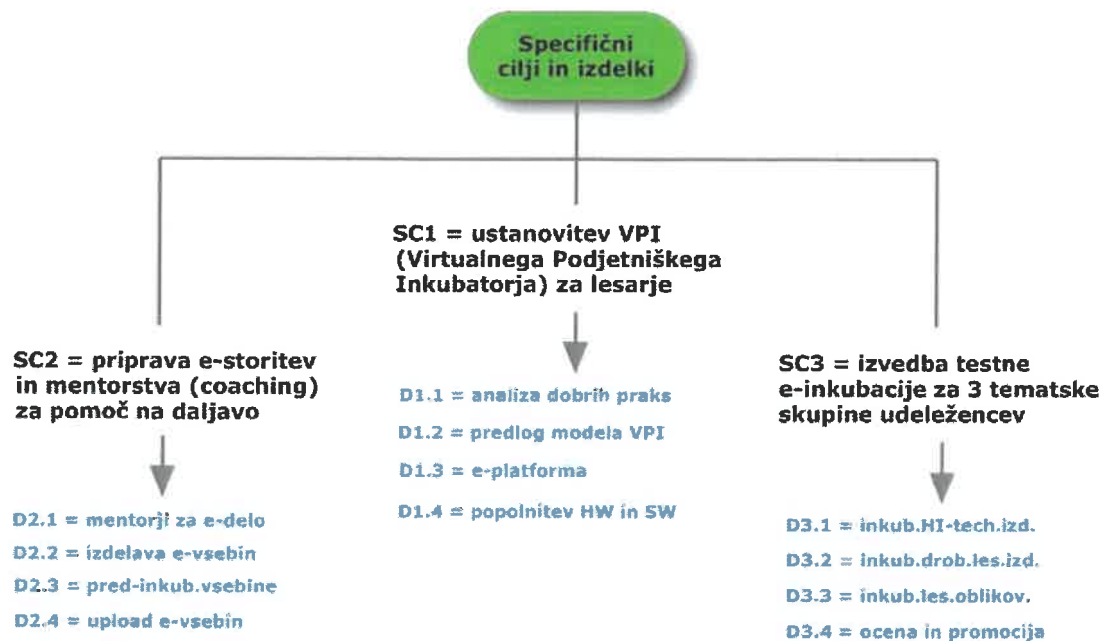 Specifični
cilji in izdelki
SC1 = ustanovitev VPI
(Virtualnega Podjetniškega
Inkubatorja) za lesarje
D1.1 = analiza dobrih praks
D1.2 = predlog modela VPI
D1.3 = e-platforma
D1.4 = popolnitev HW in SW
SC2 = priprava e-storitev
in mentorstva (coaching)
za pomoč na daljavo
D2.1 = mentorji za e-delo
D2.2 = izdelava e-vsebin
D2.3 = pred-inkub.vsebine
D2.4 = upload e-vsebin
SC3 = izvedba testne
e-inkubacije za 3 tematske
skupine udeležencev
D3.1 = inkub.HI-tech.izd.
D3.2 = inkub.drob.les.izd.
D3.3 = inkub.les.oblikov.
D3.4 = ocena in promocija